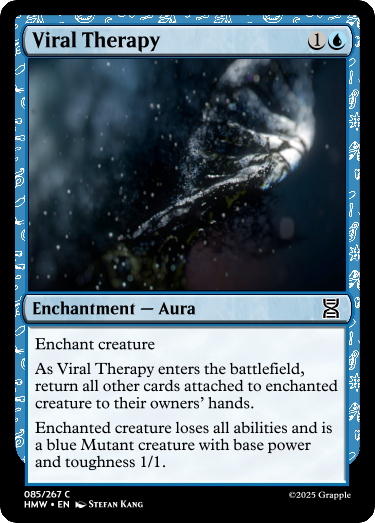 Viral Therapy 1
Enchantment — Aura
Enchant creature
As Viral Therapy enters the battlefield,
return all other cards attached to enchanted
creature to their owners’ hands.
Enchanted creature loses all abilities and is
a blue Mutant creature with base power
and toughness 1/1.
085/267 C
HMW • EN Stefan Kang
©2025 Grapple